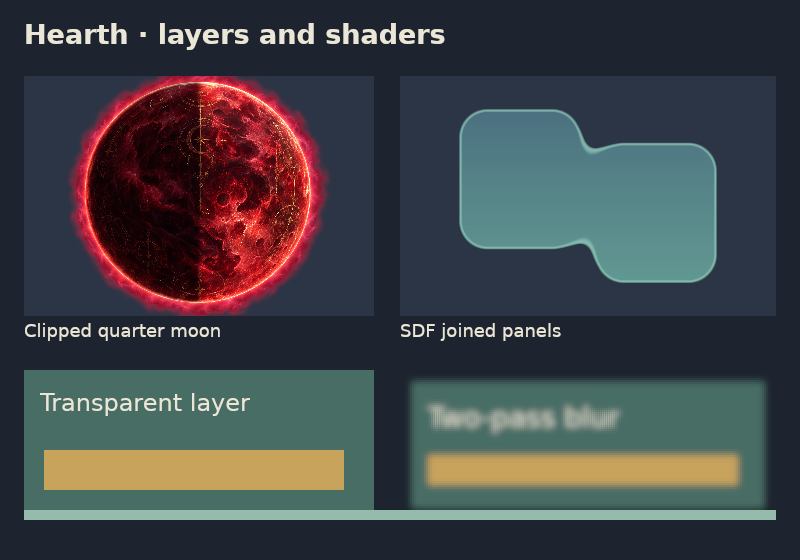 Hearth · layers and shaders
Clipped quarter moon
SDF joined panels
Transparent layer
Two-pass blur